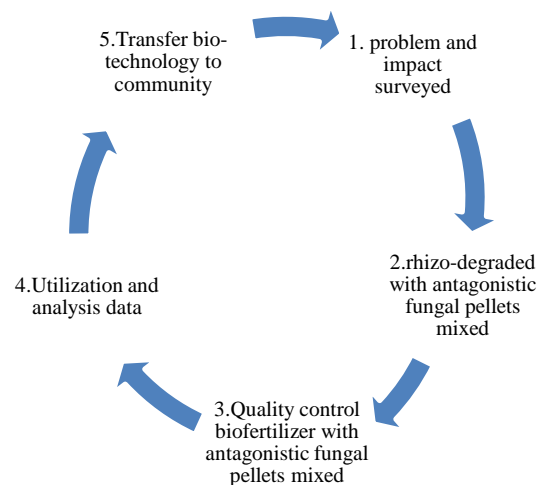 1. problem and
impact
surveyed
2.rhizo-degraded
with antagonistic
fungal pellets
mixed
3.Quality control
biofertilizer with
antagonistic fungal
pellets mixed
4.Utilization and
analysis data
5.Transfer bio-
technology to
community